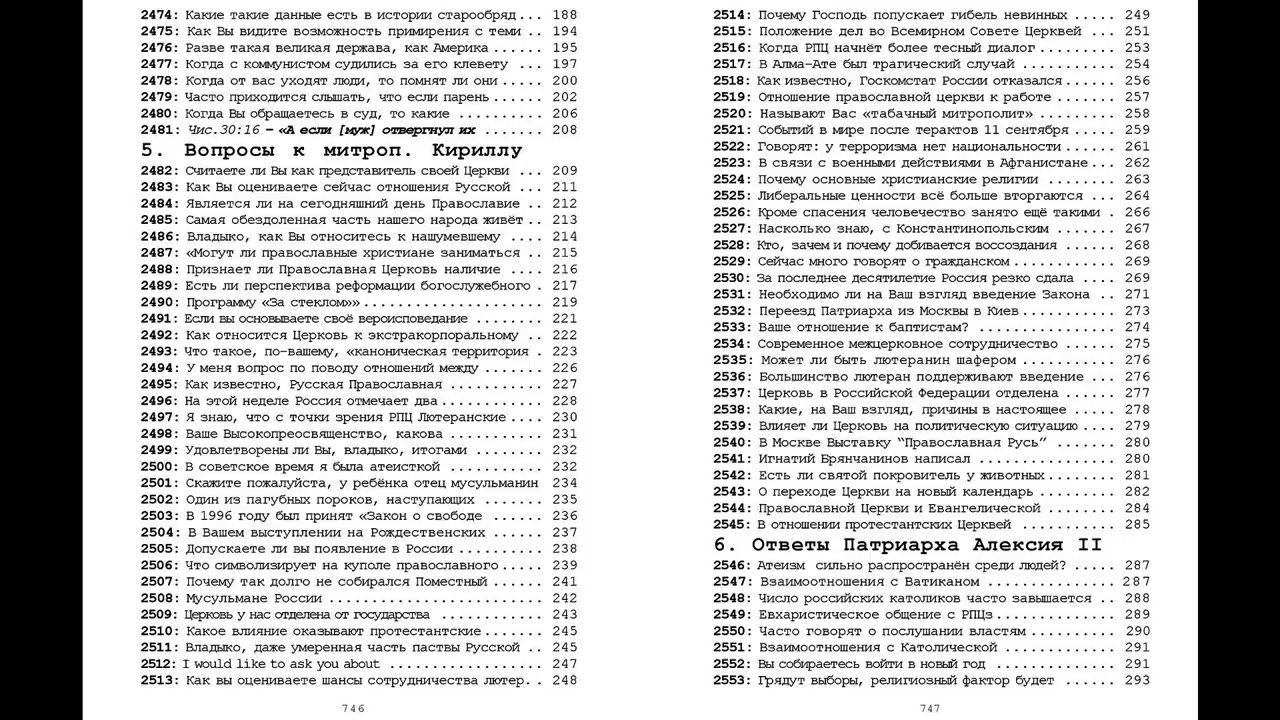 2474: Какие такие данные есть в истории старообряд... 188
2475: Как Вы видите возможность примирения с теми .. 194
2476: Разве такая великая держава, как Америка ...... 195
2477: Когда с коммунистом судились за его клевету ... 197
2478: Когда от вас уходят люди, то помнят ли они..... 200
2479: Часто приходится слышать, что если парень...... 202
2480: Когда Вы обращаетесь в суд, то какие .......... 206
2481: Чис.30:16 – «А если [муж] отвергнул их ....... 208
5. Вопросы к митроп. Кириллу
2482: Считаете ли Вы как представитель своей Церкви ... 209
2483: Как Вы оцениваете сейчас отношения Русской .... 211
2484: Является ли на сегодняшний день Православие .. 212
2485: Самая обездоленная часть нашего народа живёт.. 213
2486: Владыко, как Вы относитесь к нашумевшему .... 214
2487: «Могут ли православные христиане заниматься .. 215
2488: Признает ли Православная Церковь наличие .... 216
2489: Есть ли перспектива реформации богослужебного . 217
2490: Программу «За стеклом»»..................... 219
2491: Если вы основываете своё вероисповедание ....... 221
2492: Как относится Церковь к экстракорпоральному .. 222
2493: Что такое, по-вашему, «каноническая территория . 223
2494: У меня вопрос по поводу отношений между ....... 226
2495: Как известно, Русская Православная ........... 227
2496: На этой неделе Россия отмечает два............ 228
2497: Я знаю, что с точки зрения РПЦ Лютеранские.... 230
2498: Ваше Высокопреосвященство, какова ........... 231
2499: Удовлетворены ли Вы, владыко, итогами ........ 232
2500: В советское время я была атеисткой .......... 232
2501: Скажите пожалуйста, у ребёнка отец мусульманин 234
2502: Один из пагубных пороков, наступающих ....... 235
2503: В 1996 году был принят «Закон о свободе ...... 236
2504: В Вашем выступлении на Рождественских ....... 237
2505: Допускаете ли вы появление в России .......... 238
2506: Что символизирует на куполе православного..... 239
2507: Почему так долго не собирался Поместный ...... 241
2508: Мусульмане России .......................... 242
2509: Церковь у нас отделена от государства ............ 243
2510: Какое влияние оказывают протестантские....... 245
2511: Владыко, даже умеренная часть паствы Русской .. 245
2512: I would like to ask you about .................. 247
2513: Как вы оцениваете шансы сотрудничества лютер.. 248
746
2514: Почему Господь попускает гибель невинных ..... 249
2515: Положение дел во Всемирном Совете Церквей ... 251
2516: Когда РПЦ начнёт более тесный диалог......... 253
2517: В Алма-Ате был трагический случай ........... 254
2518: Как известно, Госкомстат России отказался...... 256
2519: Отношение православной церкви к работе ...... 257
2520: Называют Вас «табачный митрополит» ......... 258
2521: Событий в мире после терактов 11 сентября .... 259
2522: Говорят: у терроризма нет национальности...... 261
2523: В связи с военными действиями в Афганистане... 262
2524: Почему основные христианские религии ........ 263
2525: Либеральные ценности всё больше вторгаются .... 264
2526: Кроме спасения человечество занято ещё такими . 266
2527: Насколько знаю, с Константинопольским ....... 267
2528: Кто, зачем и почему добивается воссоздания ...... 268
2529: Сейчас много говорят о гражданском............ 269
2530: За последнее десятилетие Россия резко сдала .... 269
2531: Необходимо ли на Ваш взгляд введение Закона .. 271
2532: Переезд Патриарха из Москвы в Киев........... 273
2533: Ваше отношение к баптистам? ................ 274
2534: Современное межцерковное сотрудничество ...... 275
2535: Может ли быть лютеранин шафером ........... 276
2536: Большинство лютеран поддерживают введение ... 276
2537: Церковь в Российской Федерации отделена....... 277
2538: Какие, на Ваш взгляд, причины в настоящее ..... 278
2539: Влияет ли Церковь на политическую ситуацию .... 279
2540: В Москве Выставку “Православная Русь” ....... 280
2541: Игнатий Брянчанинов написал ................ 280
2542: Есть ли святой покровитель у животных........ 281
2543: О переходе Церкви на новый календарь ......... 282
2544: Православной Церкви и Евангелической ........ 284
2545: В отношении протестантских Церквей .......... 285
6. Ответы Патриарха Алексия II
2546: Атеизм сильно распространён среди людей? ..... 287
2547: Взаимоотношения с Ватиканом ............... 287
2548: Число российских католиков часто завышается .. 288
2549: Евхаристическое общение с РПЦз.............. 289
2550: Часто говорят о послушании властям .......... 290
2551: Взаимоотношения с Католической ............. 291
2552: Вы собираетесь войти в новый год ............. 291
2553: Грядут выборы, религиозный фактор будет ...... 293
747